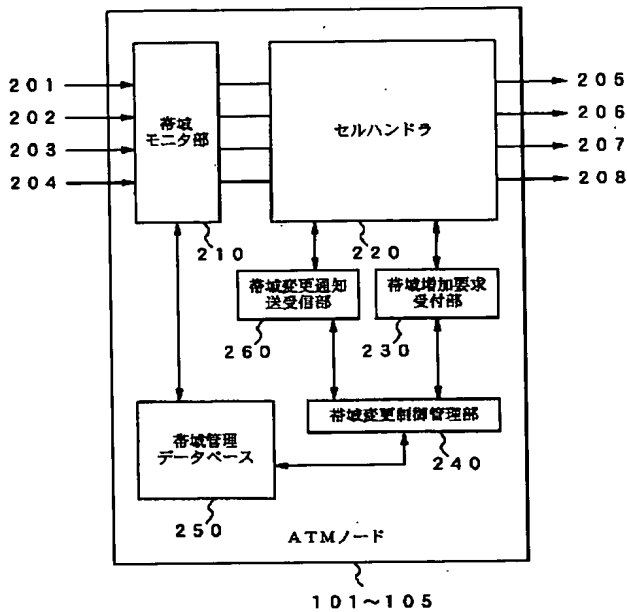 201
202
203
204
帯域
モニタ部
セルハンドラ
205
206
207
208
210
220
帯域変更通知
送受信部
帯域増加要求
受付部
260
230
帯域変更制御管理部
240
帯域管理
データベース
250
ATMノード
101～105